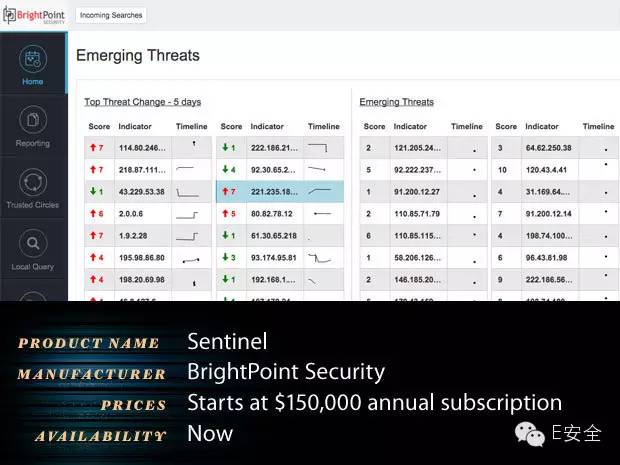 BrightPoint
SECURITY
Incoming Searches
Emerging Threats
Home
Reporting
Trusted Circles
Local Query
Top Threat Change - 5 days
Emerging Threats
Score Indicator Timeline Score Indicator Timeline Score Indicator Timeline Score Indicator Timeline
7 114.80.246... 1 222.186.21... 2 121.205.24... 3 64.62.250.38
7 218.87.111... 4 92.30.65.2... 5 92.222.237... 10 120.43.4.41
1 43.229.53.38 7 221.235.18... 1 91.200.12.27 4 31.169.64....
6 2.0.0.6 5 80.82.78.12 2 110.85.71.79 7 91.200.12.14
7 1.9.2.28 3 61.30.65.218 6 110.85.115... 4 198.74.100...
4 195.98.86.80 3 93.174.95.81 1 58.206.126... 6 96.43.81.98
4 198.20.69.98 1 192.168.1.... 2 146.185.20... 9 222.186.56...
PRODUCT NAME Sentinel
MANUFACTURER BrightPoint Security
PRICES Starts at $150,000 annual subscription
AVAILABILITY Now
E安全